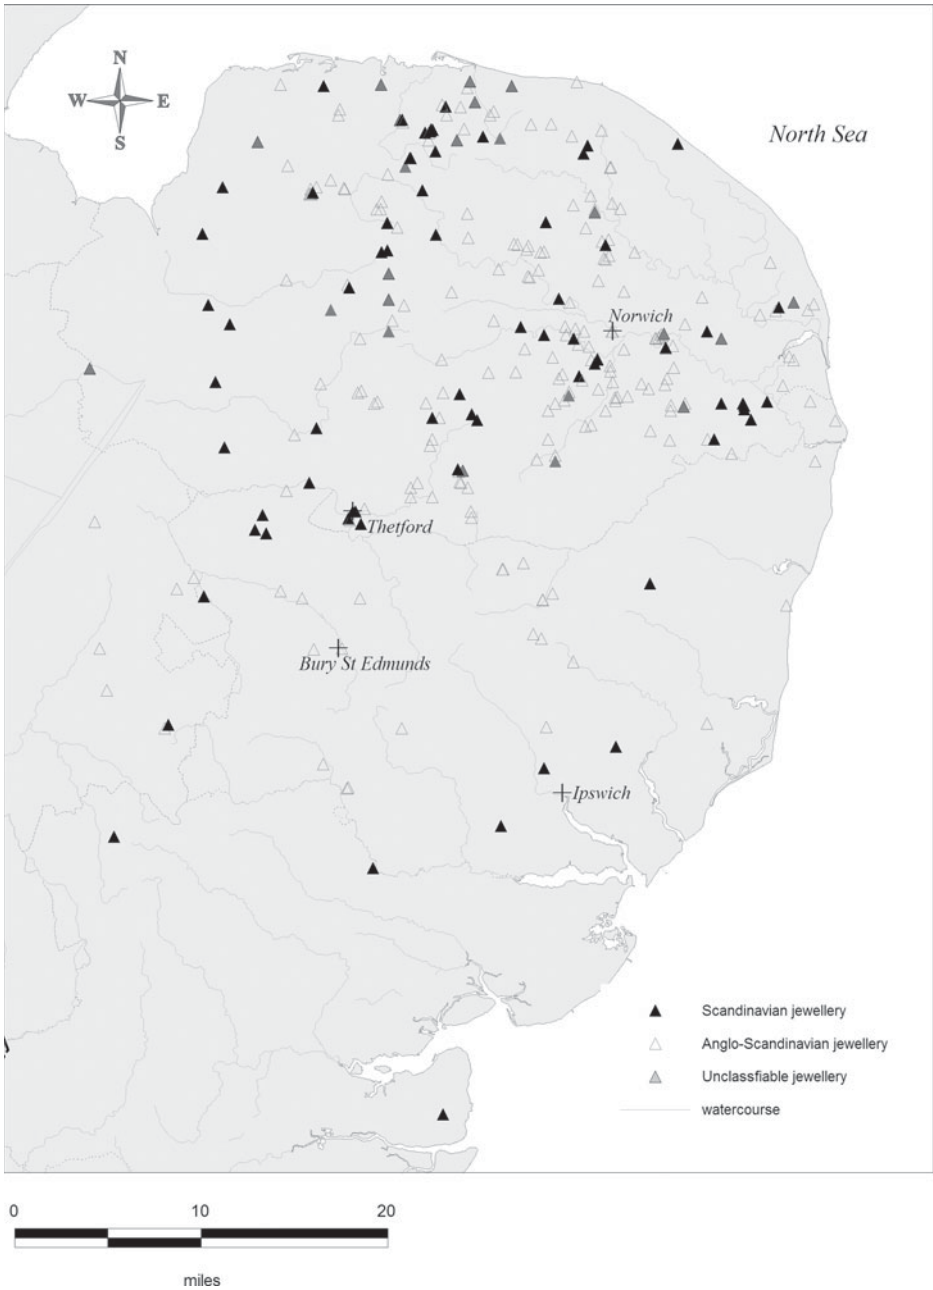 N
W E
S
North Sea
Norwich
Thetford
Bury St Edmunds
Ipswich
Scandinavian jewellery
Anglo-Scandinavian jewellery
Unclassfiable jewellery
watercourse
0 10 20
miles